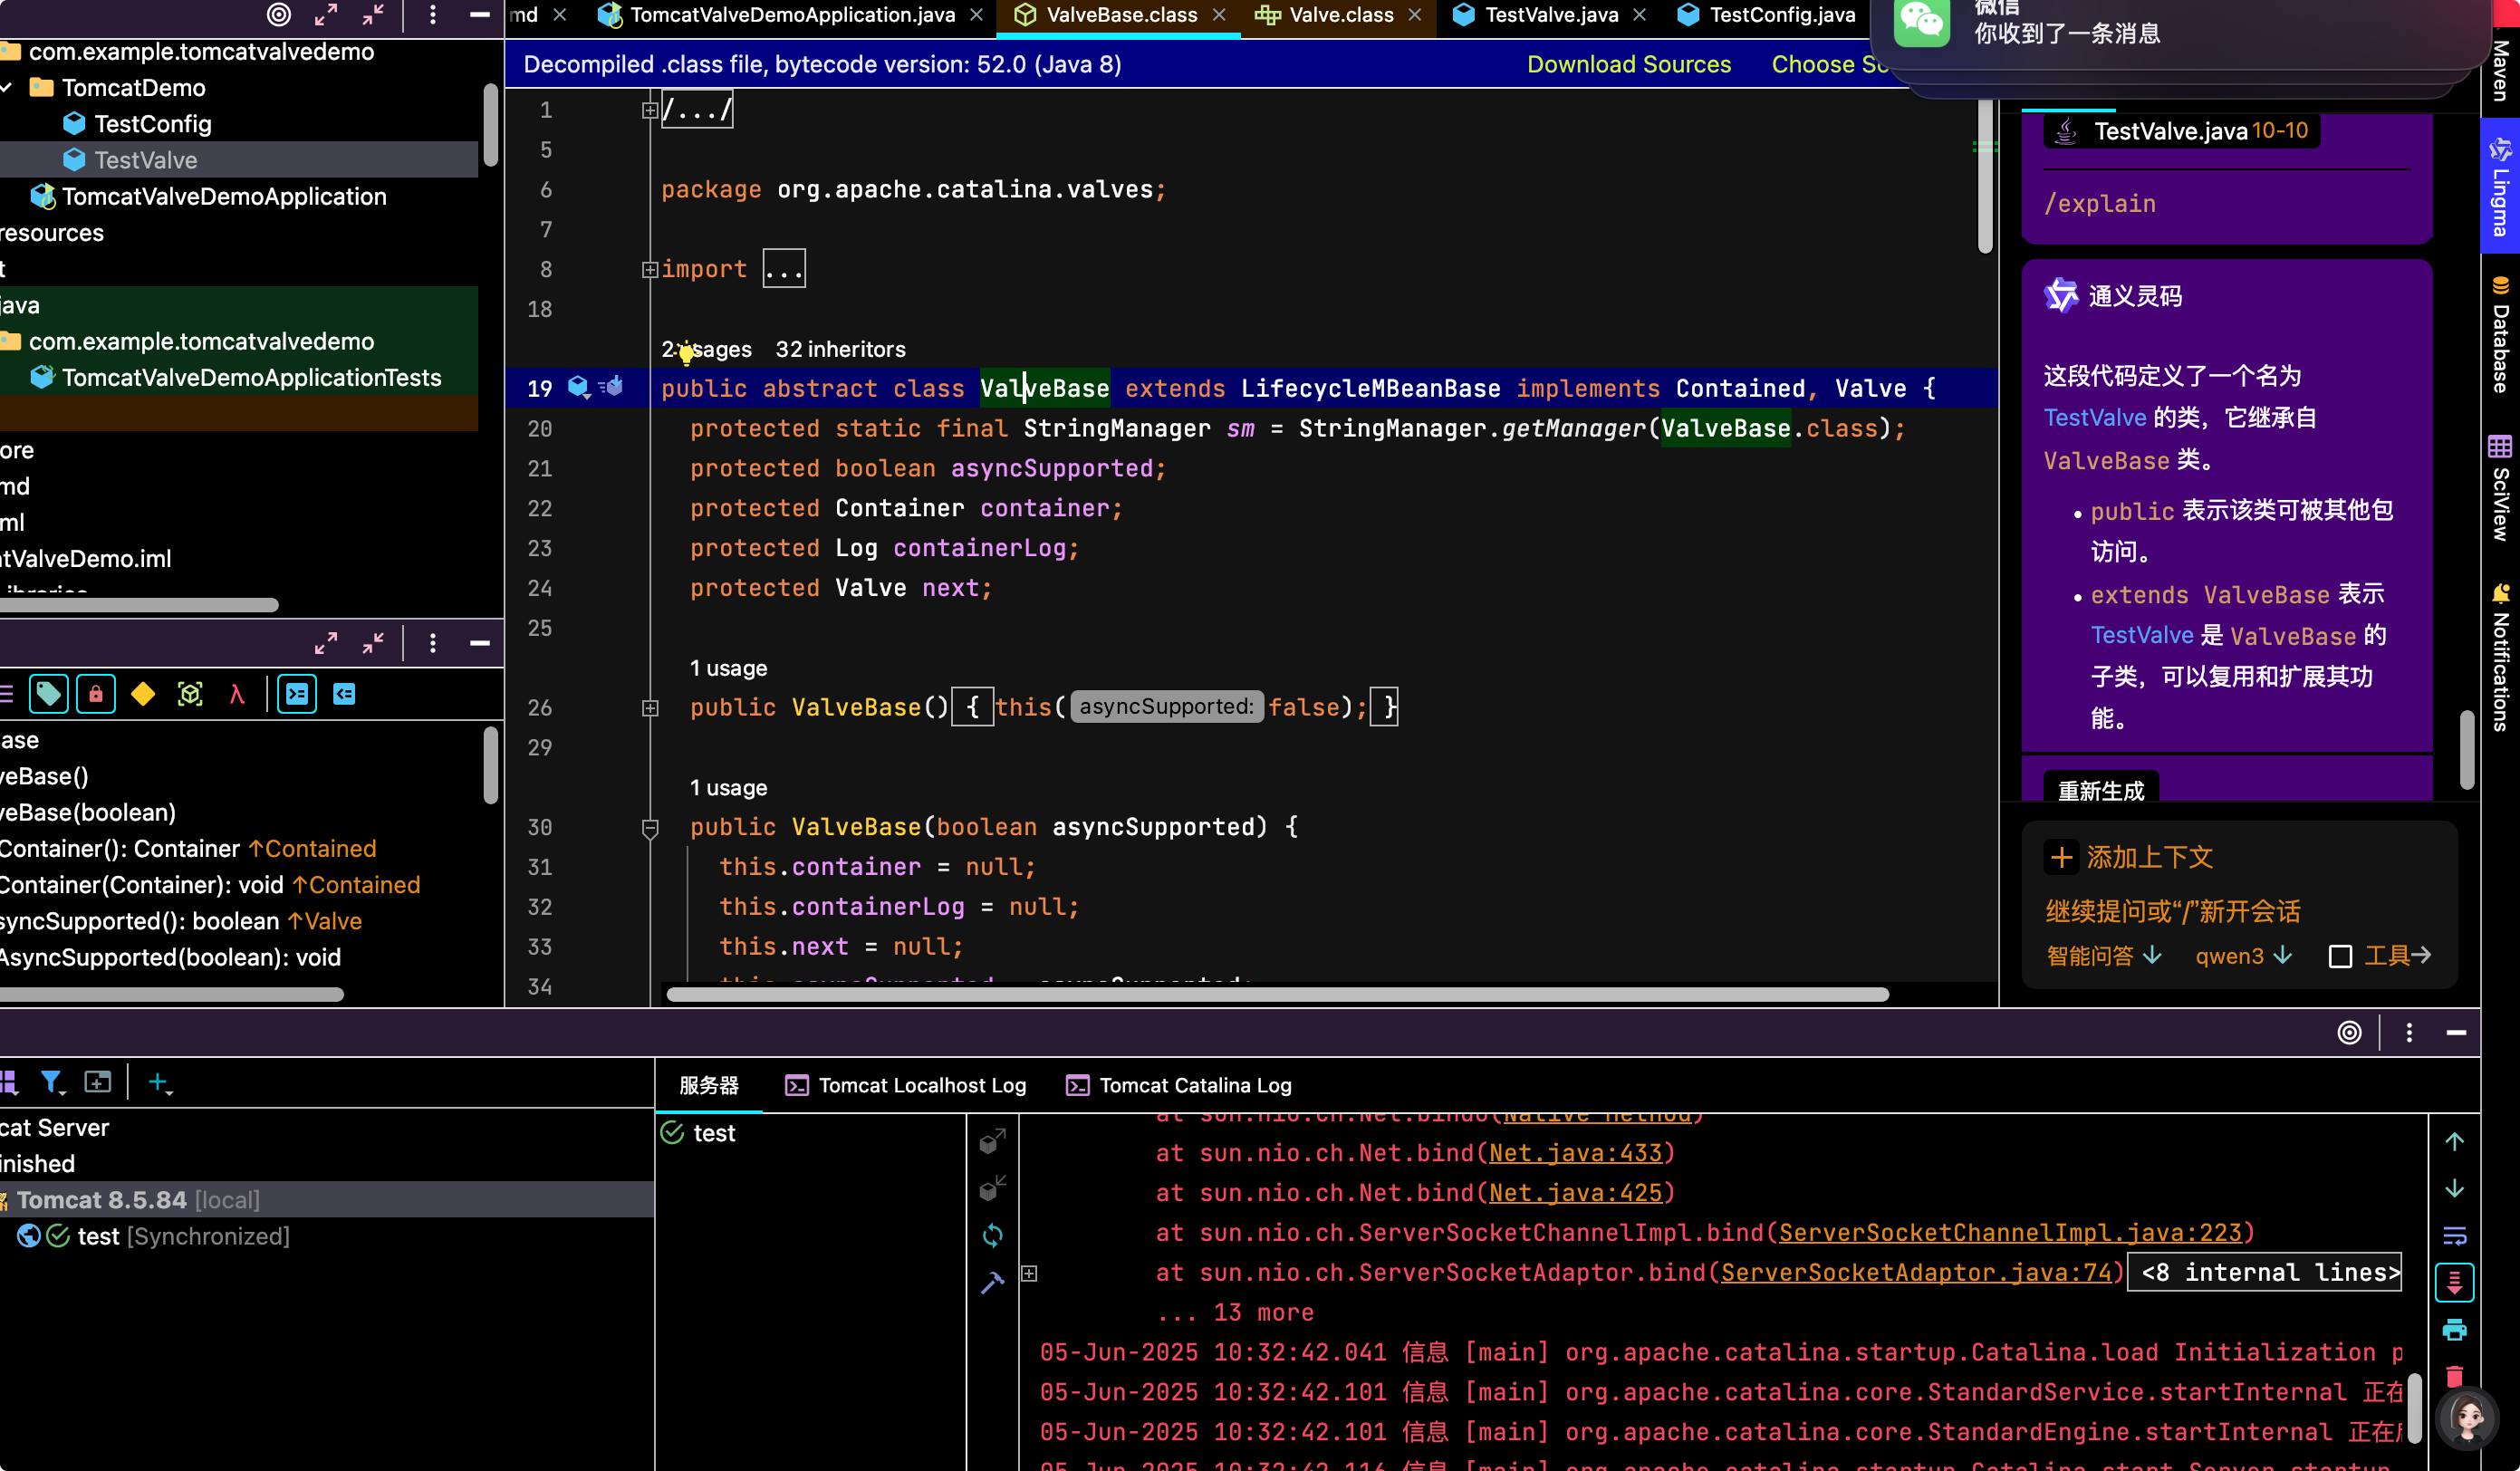 md
TomcatValveDemoApplication.java
ValveBase.class
Valve.class
TestValve.java
TestConfig.java
微信
你收到了一条消息
com.example.tomcatvalvedemo
TomcatDemo
TestConfig
TestValve
TomcatValveDemoApplication
resources
t
java
com.example.tomcatvalvedemo
TomcatValveDemoApplicationTests
ore
md
ml
atValveDemo.iml
ase
veBase()
veBase(boolean)
Container(): Container ↑Contained
Container(Container): void ↑Contained
syncSupported(): boolean ↑Valve
AsyncSupported(boolean): void
Decompiled .class file, bytecode version: 52.0 (Java 8)
Download Sources
Choose So
1 /.../
5
6 package org.apache.catalina.valves;
7
8 import ...
18
32 inheritors
19 public abstract class ValveBase extends LifecycleMBeanBase implements Contained, Valve {
20 protected static final StringManager sm = StringManager.getManager(ValveBase.class);
21 protected boolean asyncSupported;
22 protected Container container;
23 protected Log containerLog;
24 protected Valve next;
25
1 usage
26 public ValveBase() { this( asyncSupported: false); }
29
1 usage
30 public ValveBase(boolean asyncSupported) {
31 this.container = null;
32 this.containerLog = null;
33 this.next = null;
34
TestValve.java 10-10
/explain
通义灵码
这段代码定义了一个名为
TestValve 的类，它继承自
ValveBase 类。
• public 表示该类可被其他包
访问。
• extends ValveBase 表示
TestValve 是 ValveBase 的
子类，可以复用和扩展其功
能。
重新生成
添加上下文
继续提问或“/”新开会话
智能问答
qwen3
工具
Maven
Lingma
Database
SciView
Notifications
cat Server
inished
Tomcat 8.5.84 [local]
test [Synchronized]
服务器
Tomcat Localhost Log
Tomcat Catalina Log
test
at sun.nio.ch.Net.bind(Net.java:433)
at sun.nio.ch.Net.bind(Net.java:425)
at sun.nio.ch.ServerSocketChannelImpl.bind(ServerSocketChannelImpl.java:223)
at sun.nio.ch.ServerSocketAdaptor.bind(ServerSocketAdaptor.java:74) <8 internal lines>
... 13 more
05-Jun-2025 10:32:42.041 信息 [main] org.apache.catalina.startup.Catalina.load Initialization p
05-Jun-2025 10:32:42.101 信息 [main] org.apache.catalina.core.StandardService.startInternal 正在
05-Jun-2025 10:32:42.101 信息 [main] org.apache.catalina.core.StandardEngine.startInternal 正在